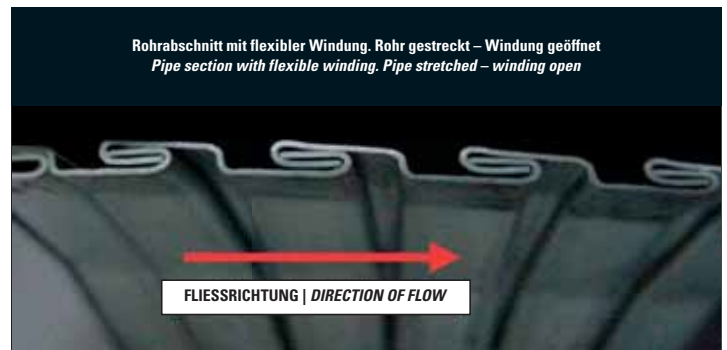 Rohrabschnitt mit flexibler Windung. Rohr gestreckt – Windung geöffnet
Pipe section with flexible winding. Pipe stretched – winding open
FLIESSRICHTUNG | DIRECTION OF FLOW